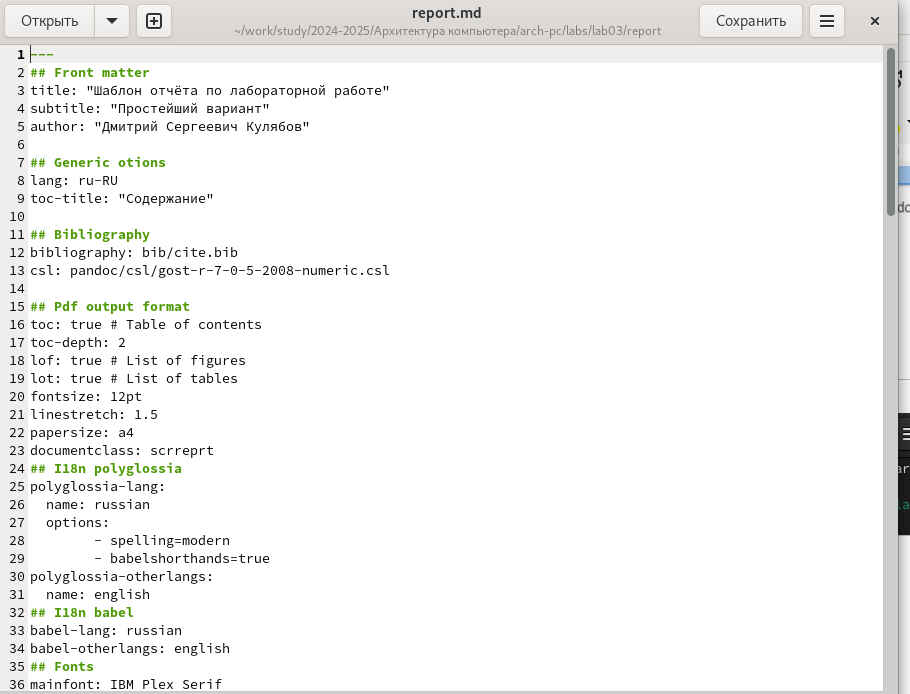 Открыть
report.md
~/work/study/2024-2025/Архитектура компьютера/arch-pc/labs/lab03/report
Сохранить
1 ---
2 ## Front matter
3 title: "Шаблон отчёта по лабораторной работе"
4 subtitle: "Простейший вариант"
5 author: "Дмитрий Сергеевич Кулябов"
6
7 ## Generic otions
8 lang: ru-RU
9 toc-title: "Содержание"
10
11 ## Bibliography
12 bibliography: bib/cite.bib
13 csl: pandoc/csl/gost-r-7-0-5-2008-numeric.csl
14
15 ## Pdf output format
16 toc: true # Table of contents
17 toc-depth: 2
18 lof: true # List of figures
19 lot: true # List of tables
20 fontsize: 12pt
21 linestretch: 1.5
22 papersize: a4
23 documentclass: scrreprt
24 ## I18n polyglossia
25 polyglossia-lang:
26   name: russian
27   options:
28         - spelling=modern
29         - babelshorthands=true
30 polyglossia-otherlangs:
31   name: english
32 ## I18n babel
33 babel-lang: russian
34 babel-otherlangs: english
35 ## Fonts
36 mainfont: IBM Plex Serif